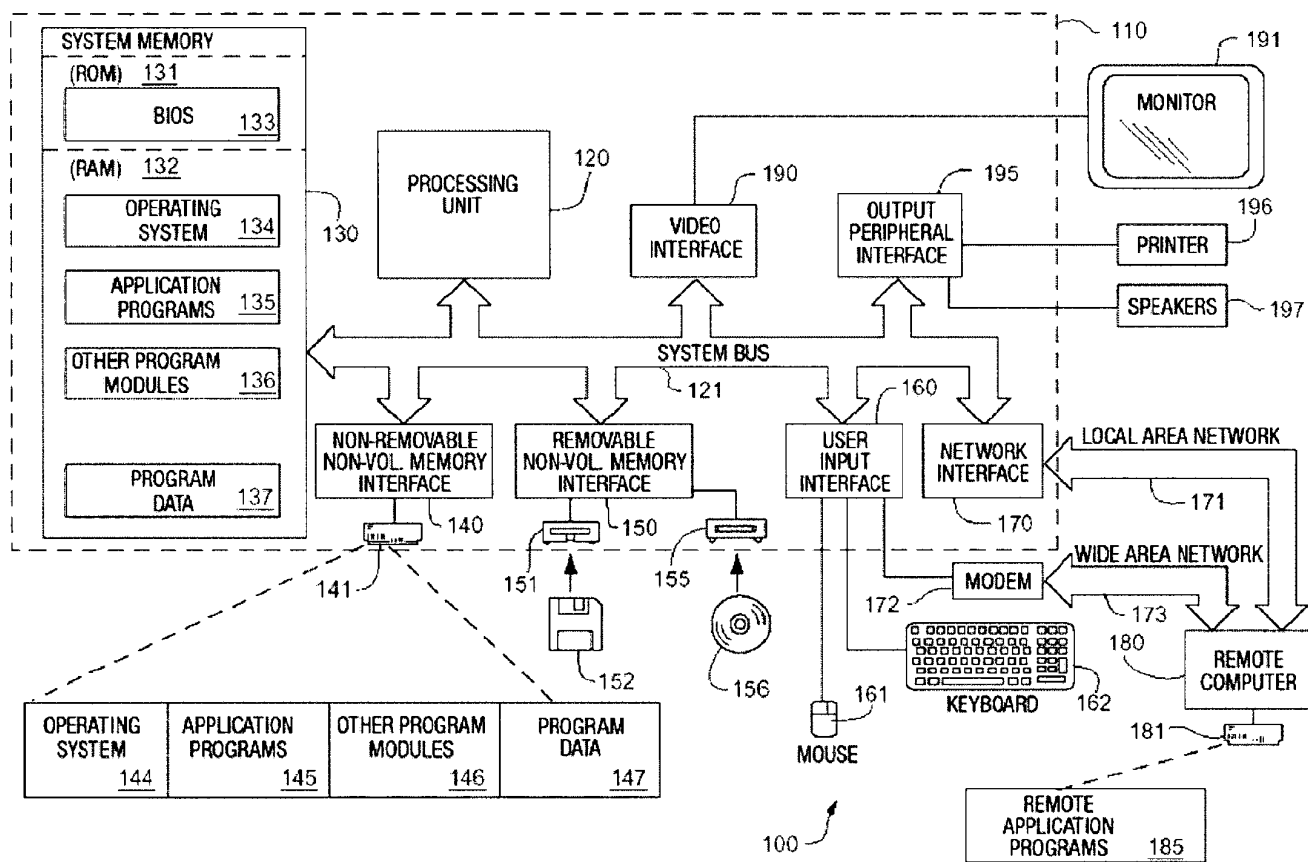 SYSTEM MEMORY
(ROM) 131
BIOS 133
(RAM) 132
OPERATING
SYSTEM 134
APPLICATION
PROGRAMS 135
OTHER PROGRAM
MODULES 136
PROGRAM
DATA 137
130
PROCESSING
UNIT
120
190
VIDEO
INTERFACE
195
OUTPUT
PERIPHERAL
INTERFACE
110
191
MONITOR
196
PRINTER
SPEAKERS
197
SYSTEM BUS
121
NON-REMOVABLE
NON-VOL. MEMORY
INTERFACE
140
REMOVABLE
NON-VOL. MEMORY
INTERFACE
150
160
USER
INPUT
INTERFACE
NETWORK
INTERFACE
170
LOCAL AREA NETWORK
171
141
151
155
152
156
WIDE AREA NETWORK
MODEM
172
173
180
REMOTE
COMPUTER
181
KEYBOARD
162
161
MOUSE
OPERATING
SYSTEM
144
APPLICATION
PROGRAMS
145
OTHER PROGRAM
MODULES
146
PROGRAM
DATA
147
100
REMOTE
APPLICATION
PROGRAMS 185